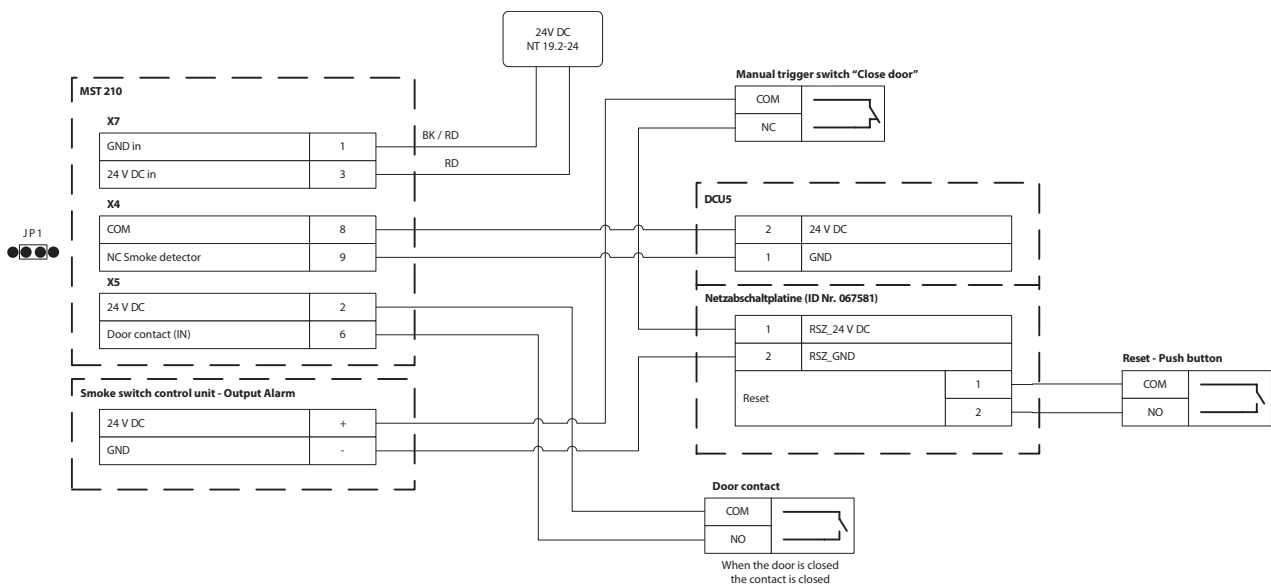 24V DC
NT 19.2-24
Manual trigger switch “Close door”
COM
NC
MST 210
X7
GND in 1
24 V DC in 3
BK / RD
RD
X4
COM 8
NC Smoke detector 9
JP1
X5
24 V DC 2
Door contact (IN) 6
DCU5
2 24 V DC
1 GND
Netzabschaltplatine (ID Nr. 067581)
1 RSZ_24 V DC
2 RSZ_GND
Reset
1
2
Reset - Push button
COM
NO
Smoke switch control unit - Output Alarm
24 V DC +
GND -
Door contact
COM
NO
When the door is closed
the contact is closed